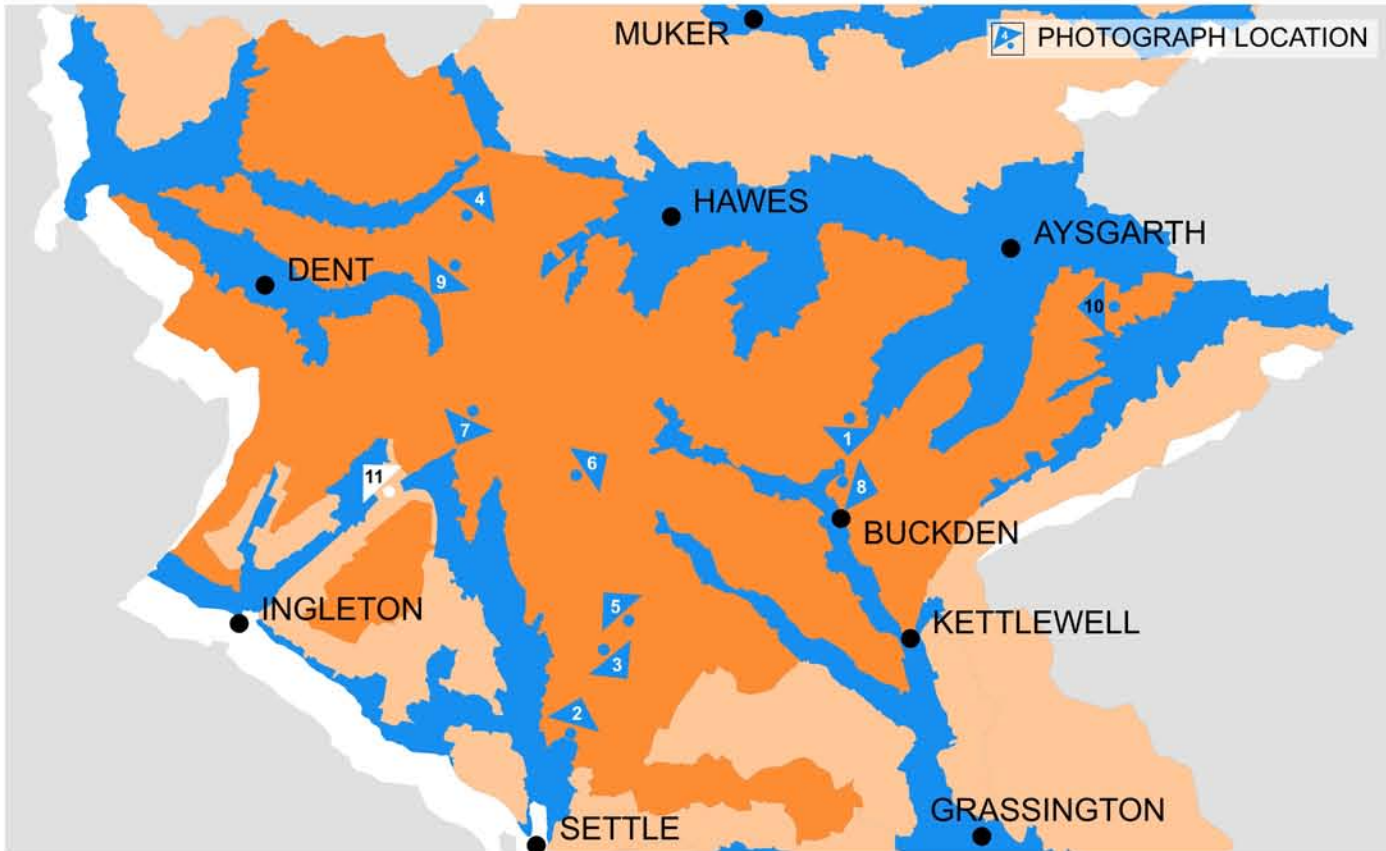 MUKER
4 PHOTOGRAPH LOCATION
HAWES
4
AYSGARTH
DENT
9
10
7
1
6
11
8
BUCKDEN
INGLETON
5
KETTLEWELL
3
2
GRASSINGTON
SETTLE